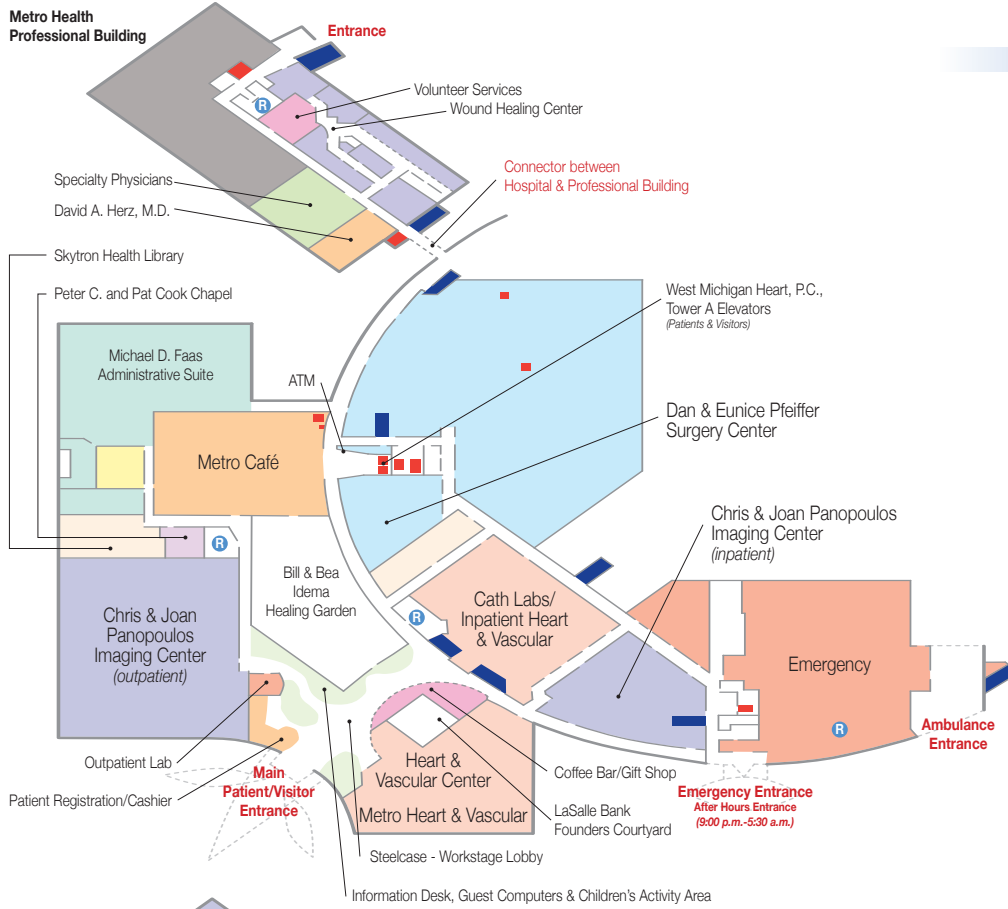 Metro Health
Professional Building
Entrance
Volunteer Services
Wound Healing Center
R
Connector between
Hospital & Professional Building
Specialty Physicians
David A. Herz, M.D.
Skytron Health Library
Peter C. and Pat Cook Chapel
West Michigan Heart, P.C.,
Tower A Elevators
(Patients & Visitors)
Michael D. Faas
Administrative Suite
ATM
Dan & Eunice Pfeiffer
Surgery Center
Metro Café
Chris & Joan Panopoulos
Imaging Center
(inpatient)
R
Bill & Bea
Idema
Healing Garden
Cath Labs/
Inpatient Heart
& Vascular
R
Chris & Joan
Panopoulos
Imaging Center
(outpatient)
Emergency
R
Ambulance
Entrance
Outpatient Lab
Main
Patient/Visitor
Entrance
Patient Registration/Cashier
Heart &
Vascular Center
Metro Heart & Vascular
Coffee Bar/Gift Shop
LaSalle Bank
Founders Courtyard
Emergency Entrance
After Hours Entrance
(9:00 p.m.-5:30 a.m.)
Steelcase - Workstage Lobby
Information Desk, Guest Computers & Children's Activity Area